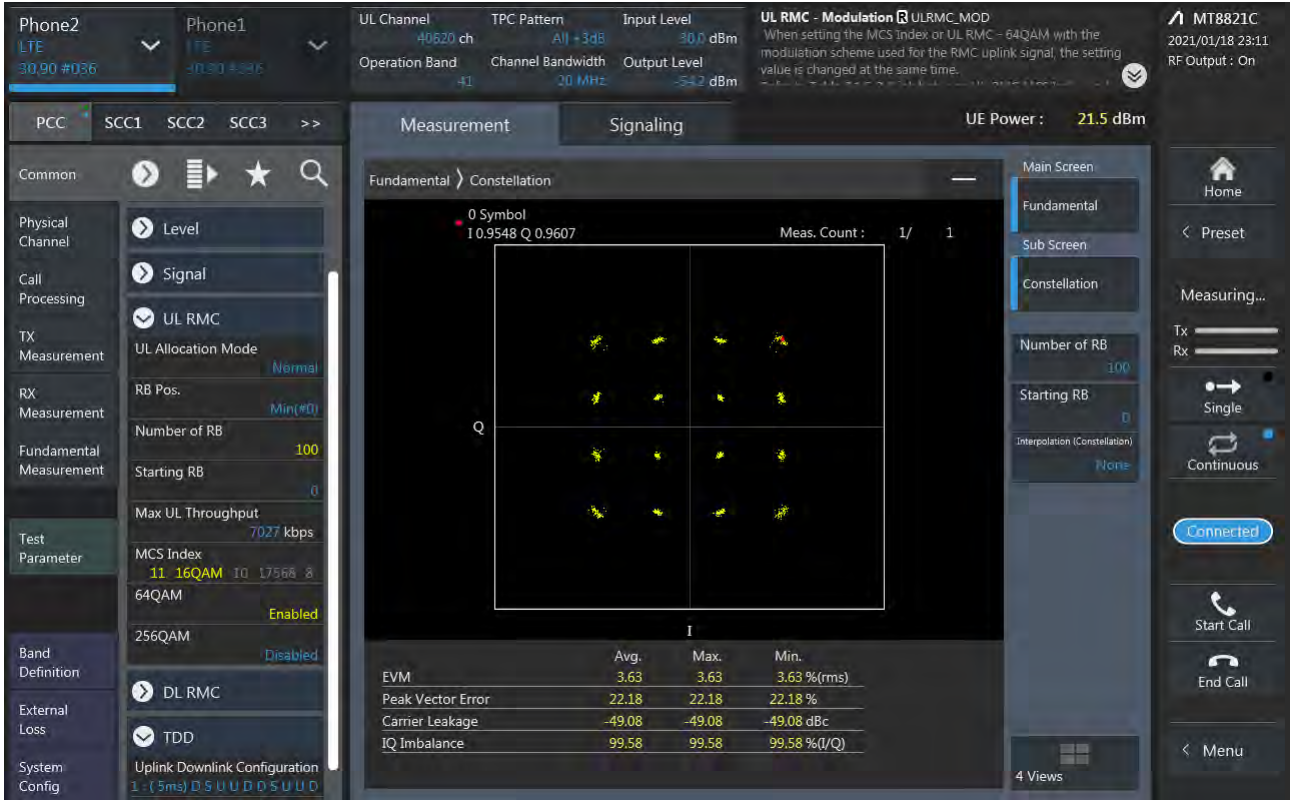 Phone2
LTE
30.90 #036
Phone1
LTE
30.90 #036
UL Channel
40620 ch
TPC Pattern
All +3dB
Input Level
30.0 dBm
Operation Band
41
Channel Bandwidth
20 MHz
Output Level
-54.2 dBm
UL RMC - Modulation R ULRMC_MOD
When setting the MCS Index or UL RMC - 64QAM with the
modulation scheme used for the RMC uplink signal, the setting
value is changed at the same time.
MT8821C
2021/01/18 23:11
RF Output : On
PCC SCC1 SCC2 SCC3 >>
Measurement
Signaling
UE Power : 21.5 dBm
Common
Physical
Channel
Call
Processing
TX
Measurement
RX
Measurement
Fundamental
Measurement
Test
Parameter
Band
Definition
External
Loss
System
Config
Level
Signal
UL RMC
UL Allocation Mode
Normal
RB Pos.
Min(#0)
Number of RB
100
Starting RB
0
Max UL Throughput
7027 kbps
MCS Index
11 16QAM 10 17568 8
64QAM
Enabled
256QAM
Disabled
DL RMC
TDD
Uplink Downlink Configuration
1 : (5ms) D S U U D D S U U D
Fundamental 〉 Constellation
0 Symbol
I 0.9548 Q 0.9607
Meas. Count : 1/ 1
Q
I
Avg. Max. Min.
EVM 3.63 3.63 3.63 %(rms)
Peak Vector Error 22.18 22.18 22.18 %
Carrier Leakage -49.08 -49.08 -49.08 dBc
IQ Imbalance 99.58 99.58 99.58 %(I/Q)
Main Screen
Fundamental
Sub Screen
Constellation
Number of RB
100
Starting RB
0
Interpolation (Constellation)
None
4 Views
Home
< Preset
Measuring...
Tx
Rx
Single
Continuous
Connected
Start Call
End Call
< Menu